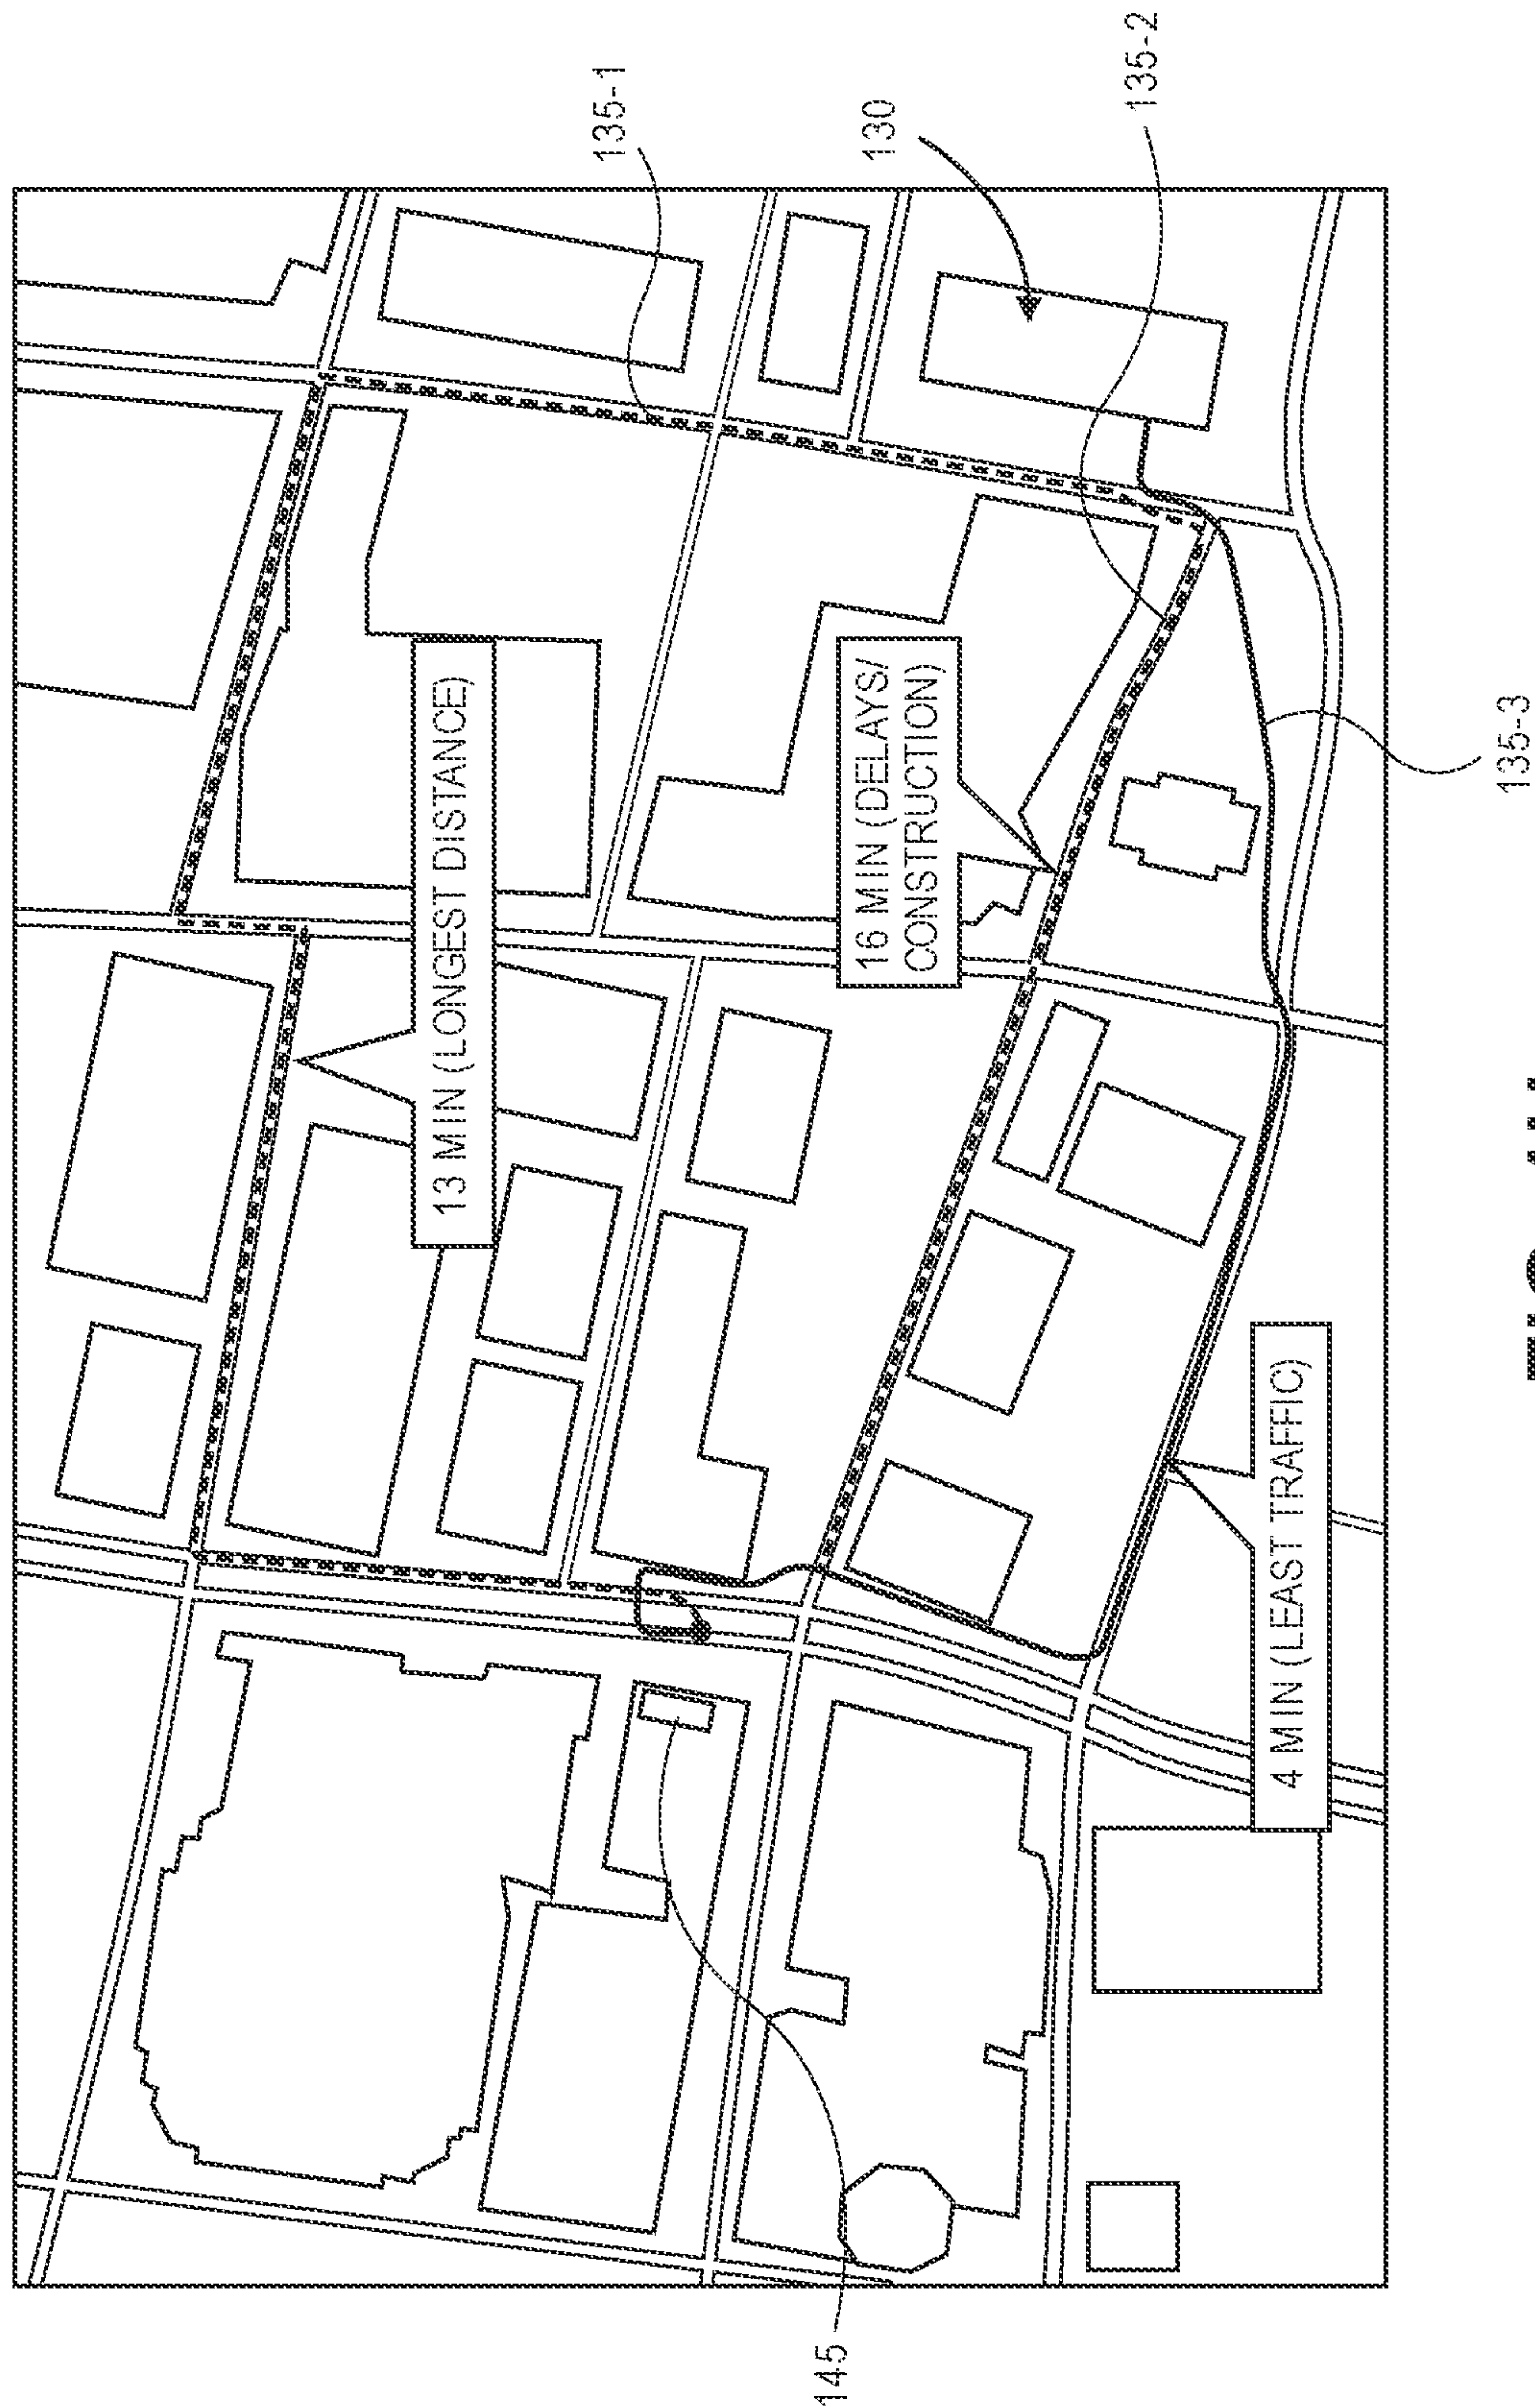 135-1
130
135-2
13 MIN (LONGEST DISTANCE)
16 MIN (DELAYS/
CONSTRUCTION)
135-3
4 MIN (LEAST TRAFFIC)
145